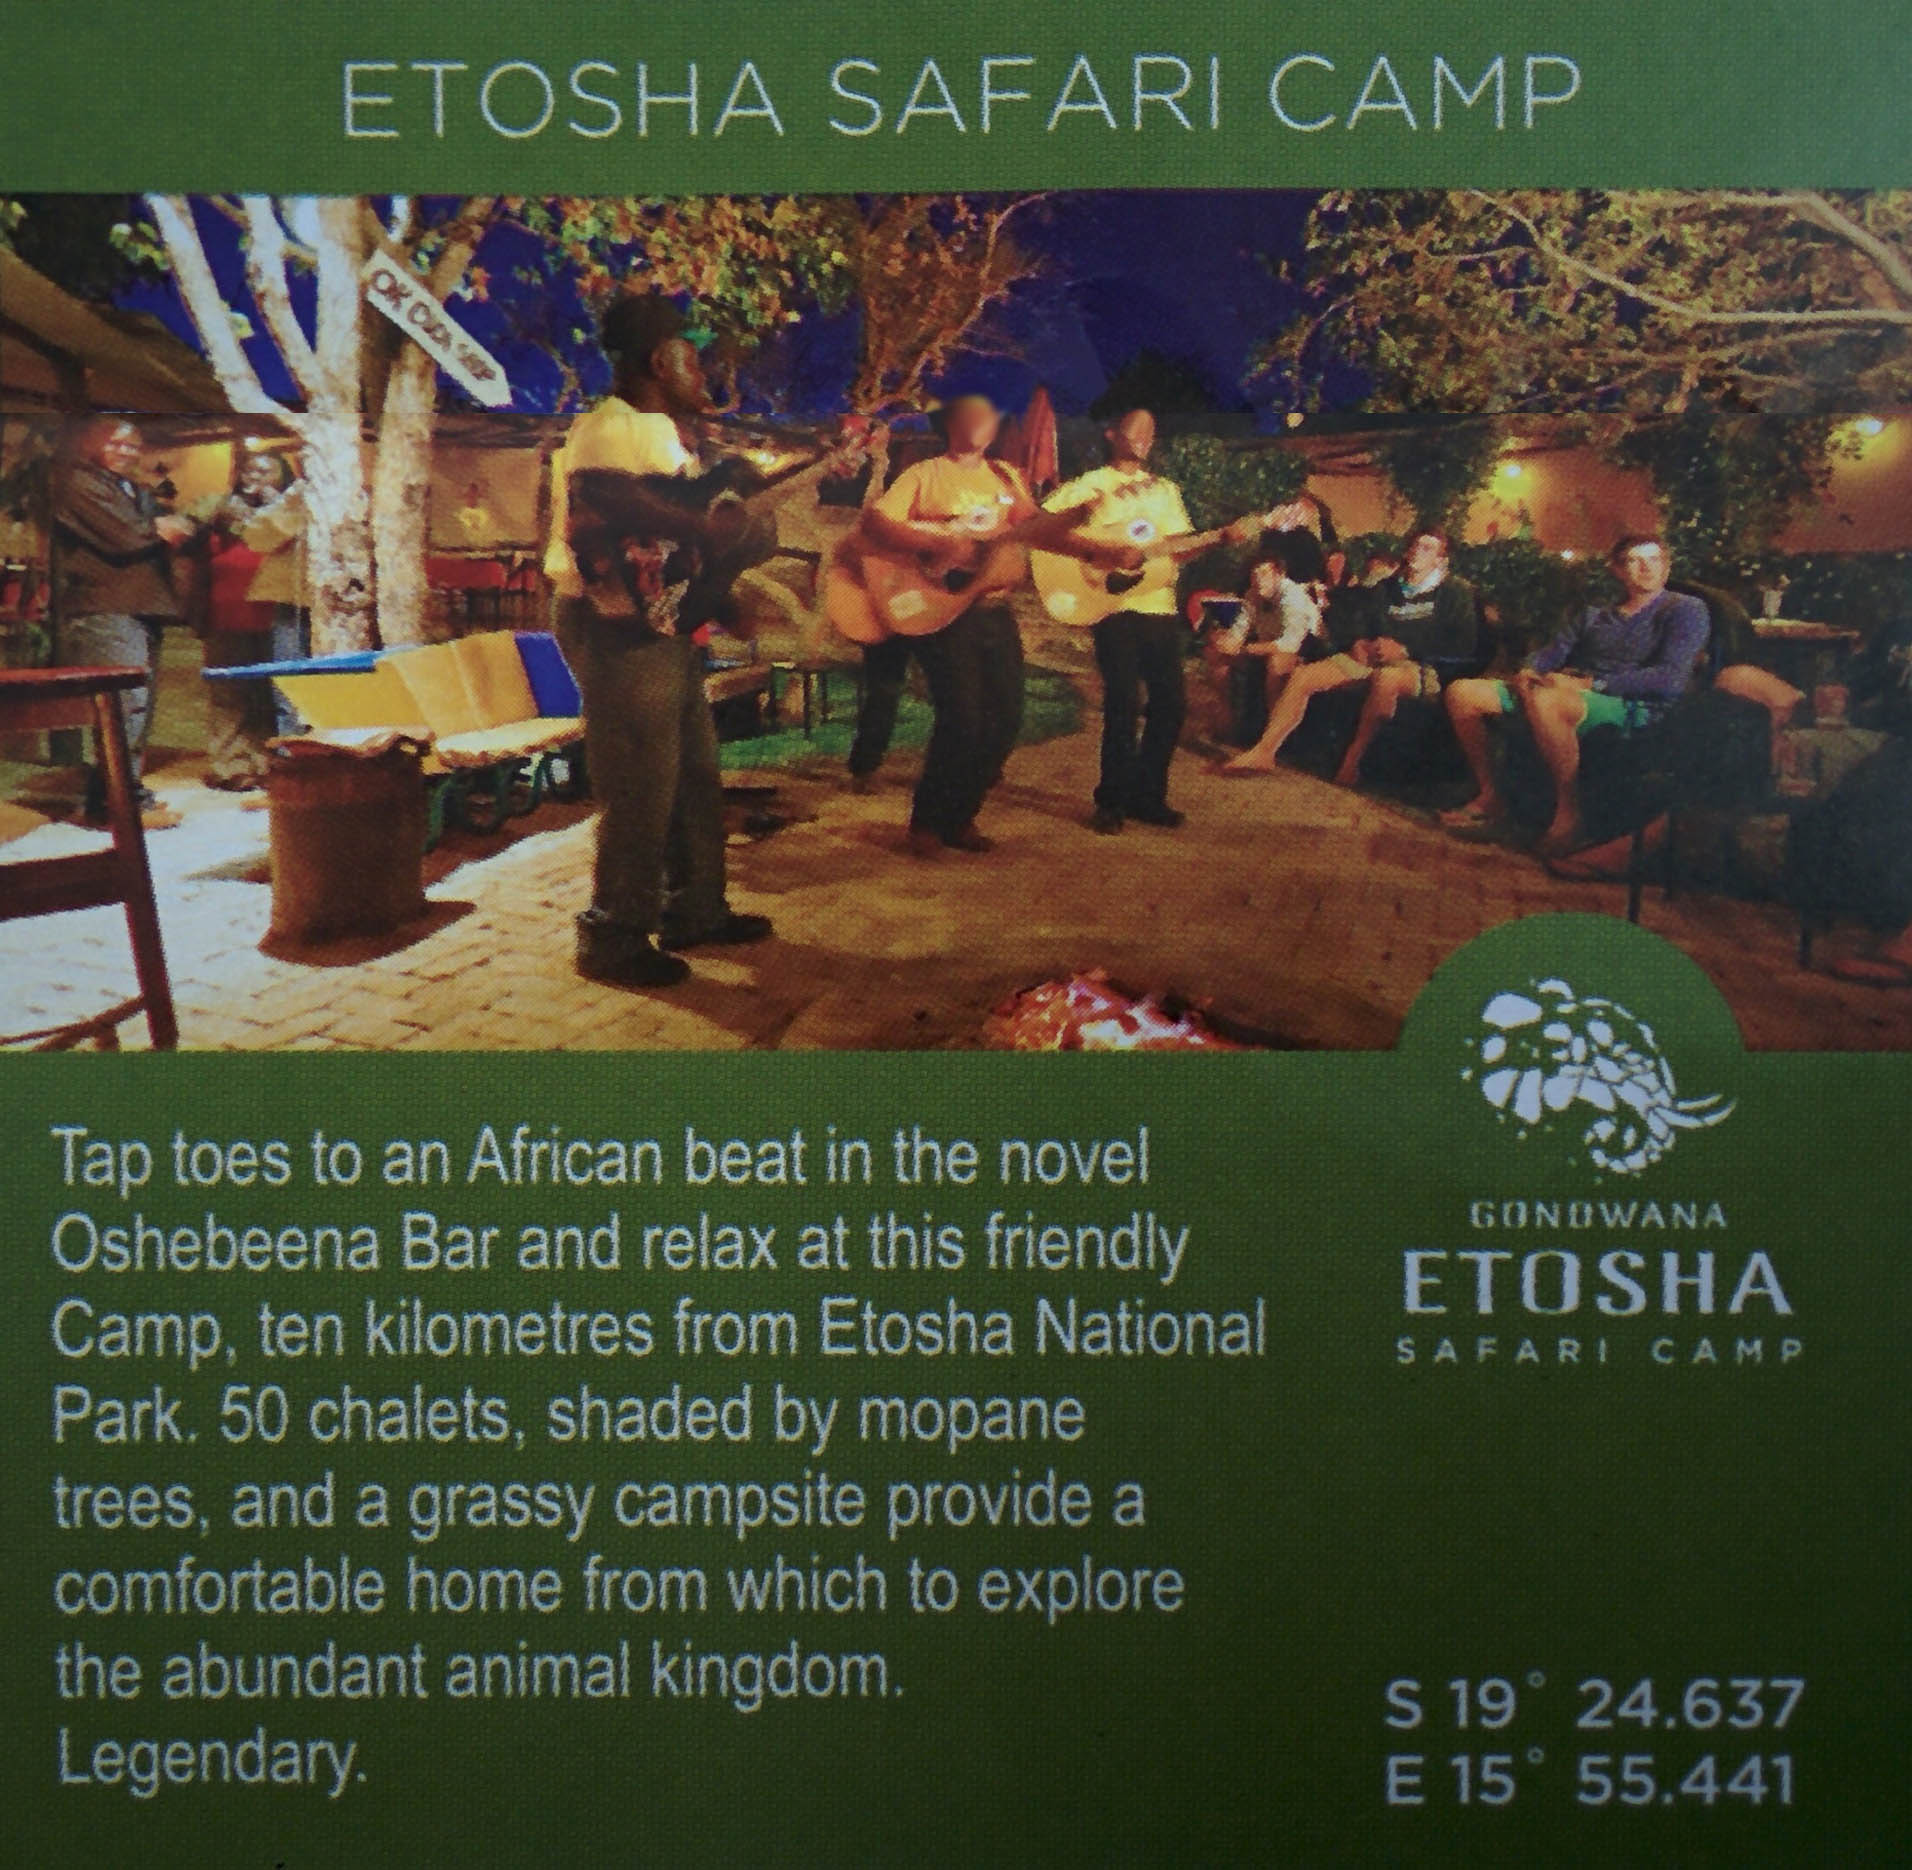 ETOSHA SAFARI CAMP
Tap toes to an African beat in the novel
Oshebeena Bar and relax at this friendly
Camp, ten kilometres from Etosha National
Park. 50 chalets, shaded by mopane
trees, and a grassy campsite provide a
comfortable home from which to explore
the abundant animal kingdom.
Legendary.
GONDWANA
ETOSHA
SAFARI CAMP
S 19° 24.637
E 15° 55.441